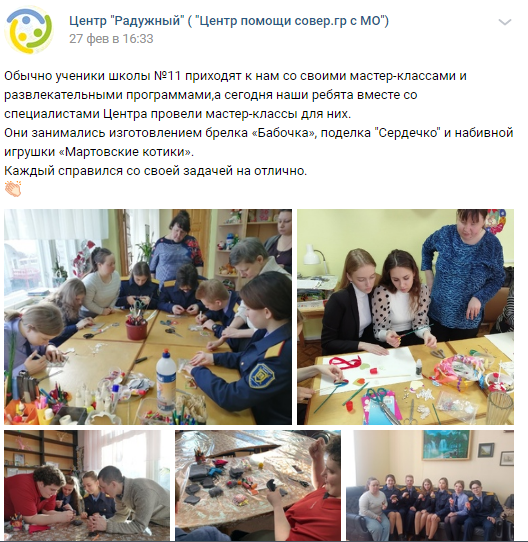 Центр "Радужный" ( "Центр помощи совер.гр с МО")
27 фев в 16:33
Обычно ученики школы №11 приходят к нам со своими мастер-классами и
развлекательными программами,а сегодня наши ребята вместе со
специалистами Центра провели мастер-классы для них.
Они занимались изготовлением брелка «Бабочка», поделка "Сердечко" и набивной
игрушки «Мартовские котики».
Каждый справился со своей задачей на отлично.